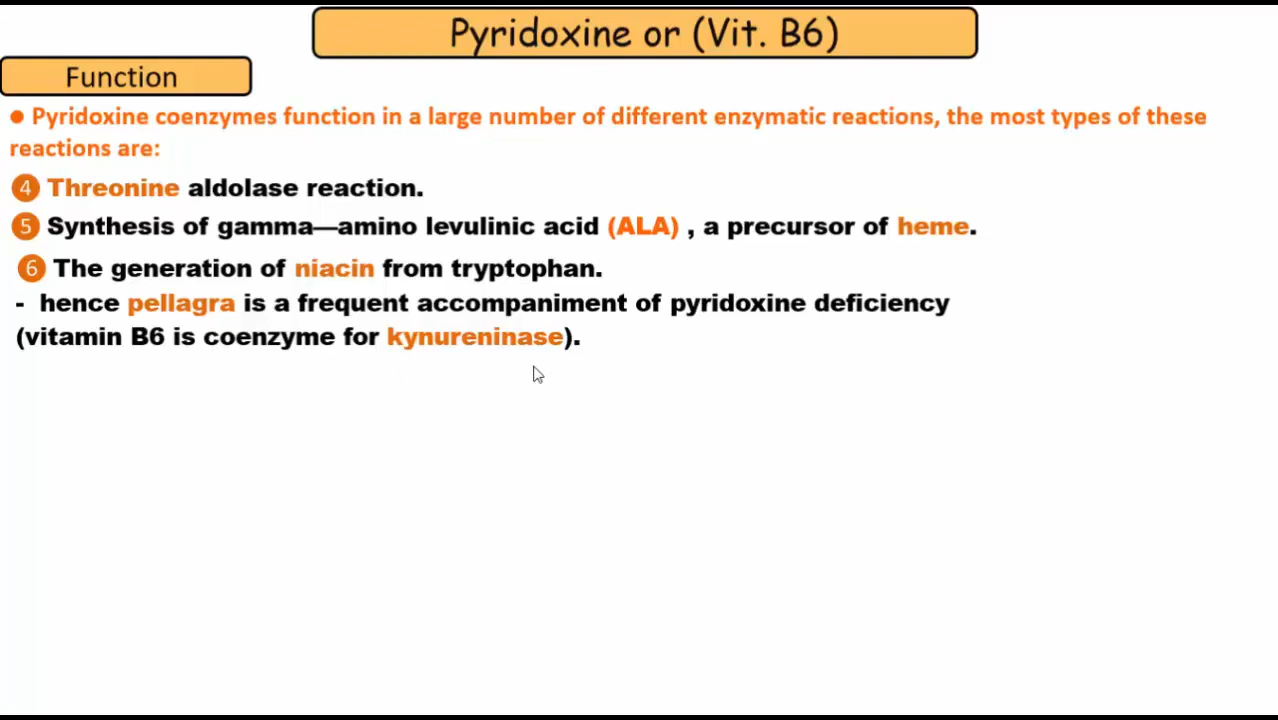 Pyridoxine or (Vit. B6)
Function
● Pyridoxine coenzymes function in a large number of different enzymatic reactions, the most types of these
reactions are:
4 Threonine aldolase reaction.
5 Synthesis of gamma—amino levulinic acid (ALA) , a precursor of heme.
6 The generation of niacin from tryptophan.
- hence pellagra is a frequent accompaniment of pyridoxine deficiency
(vitamin B6 is coenzyme for kynureninase).